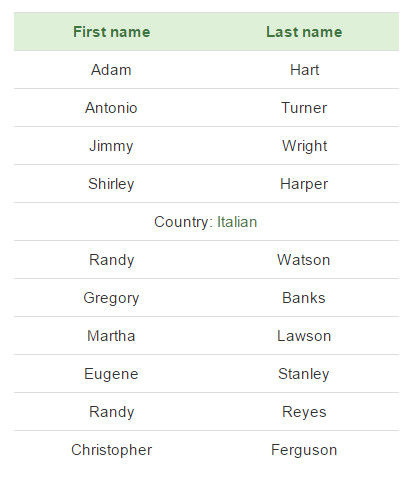 First name Last name
Adam Hart
Antonio Turner
Jimmy Wright
Shirley Harper
Country: Italian
Randy Watson
Gregory Banks
Martha Lawson
Eugene Stanley
Randy Reyes
Christopher Ferguson